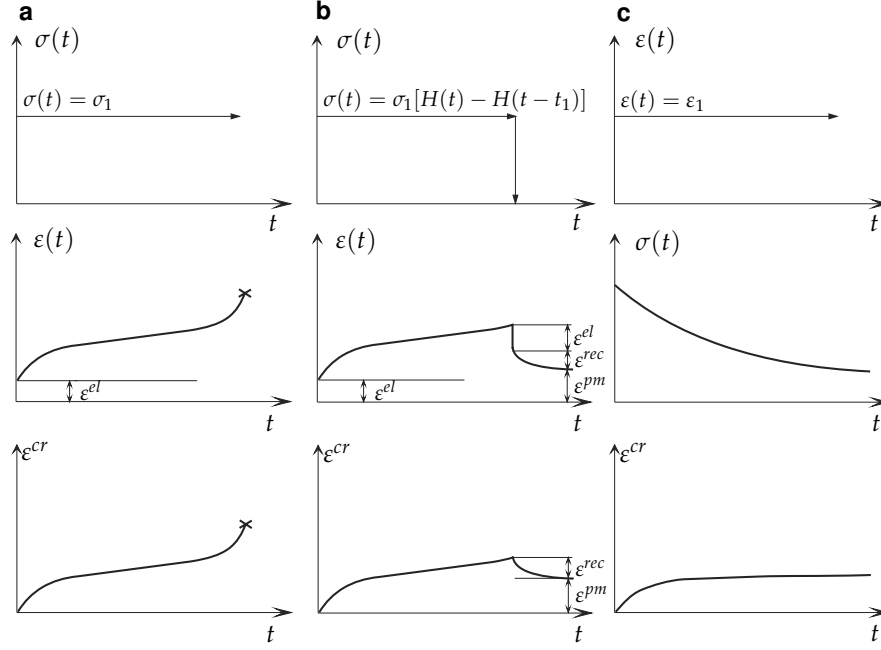 a b c
σ(t) σ(t) ε(t)
σ(t) = σ₁ σ(t) = σ₁[H(t) − H(t − t₁)] ε(t) = ε₁
t t t
ε(t) ε(t) σ(t)
εᵉˡ
εʳᵉᶜ
εᵉˡ εᵉˡ εᵖᵐ
t t t
εᶜʳ εᶜʳ εᶜʳ
εʳᵉᶜ
εᵖᵐ
t t t